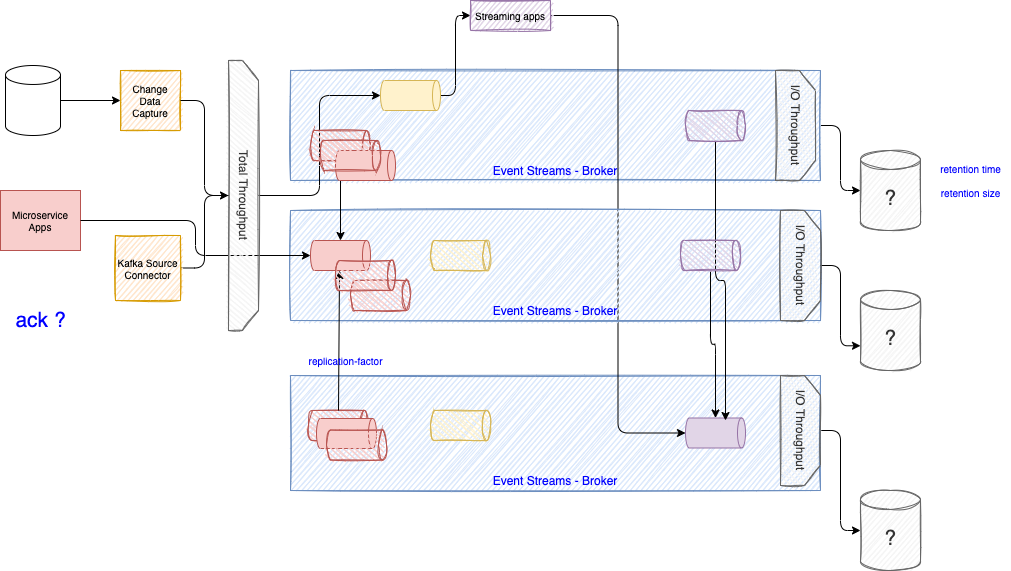 Streaming apps
Change
Data
Capture
Total Throughput
I/O Throughput
Event Streams - Broker
?
retention time
retention size
Microservice
Apps
Kafka Source
Connector
ack ?
I/O Throughput
Event Streams - Broker
?
replication-factor
I/O Throughput
Event Streams - Broker
?